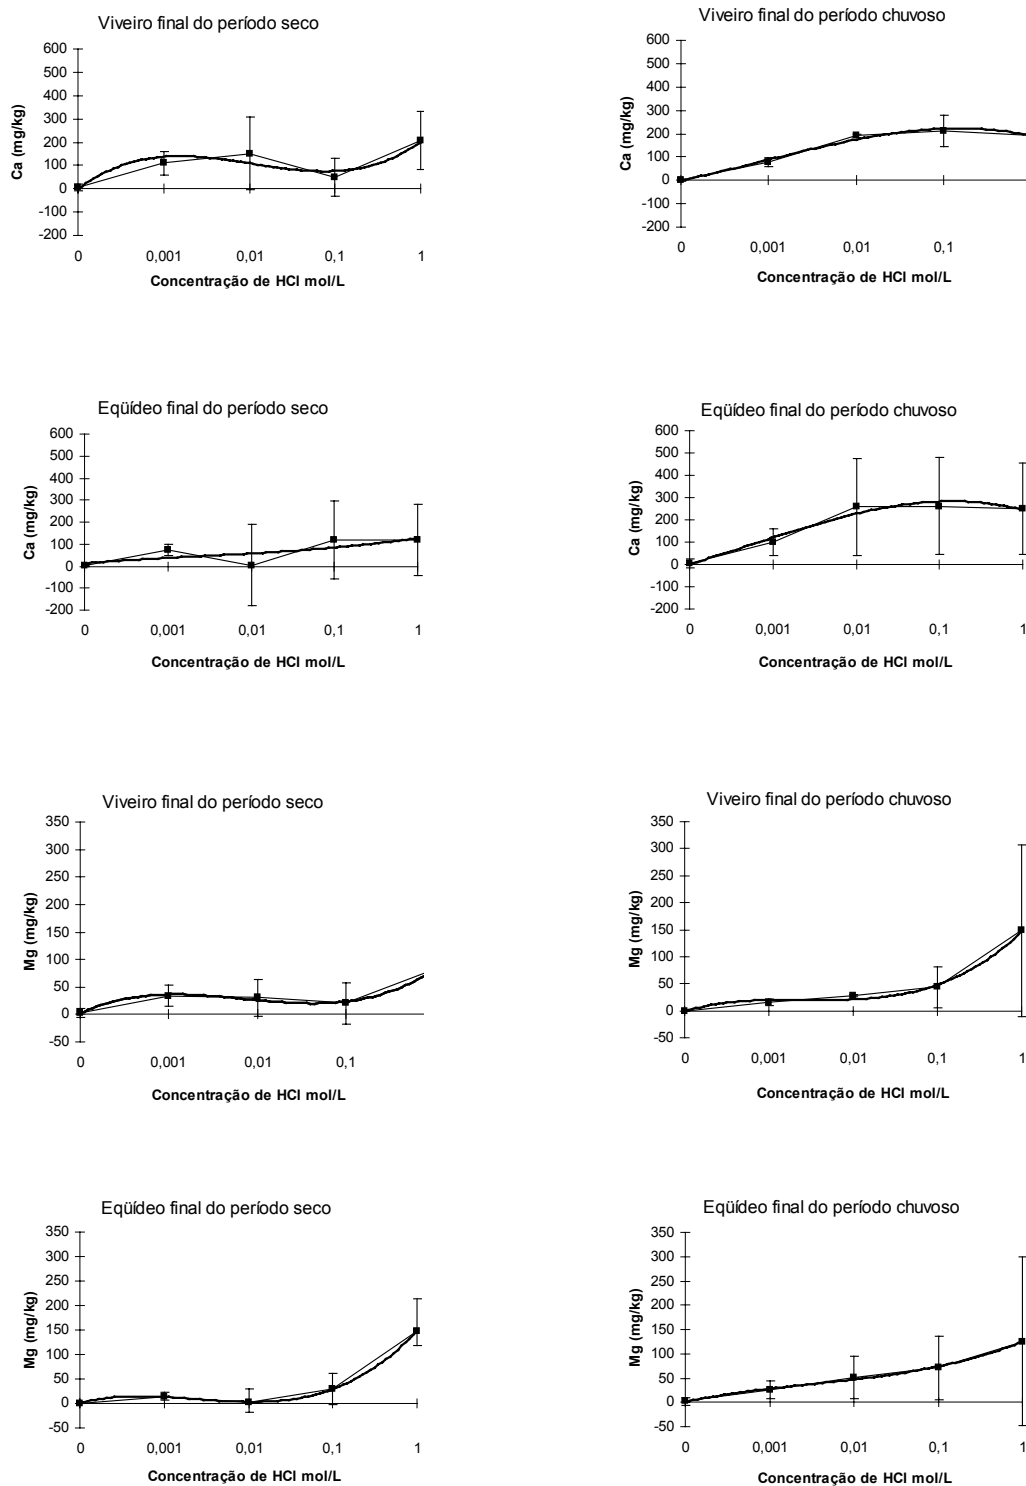 Viveiro final do período seco
600
500
400
300
200
100
0
-100
-200
Ca (mg/kg)
0 0,001 0,01 0,1 1
Concentração de HCl mol/L
Viveiro final do período chuvoso
600
500
400
300
200
100
0
-100
-200
Ca (mg/kg)
0 0,001 0,01 0,1
Concentração de HCl mol/L
Eqüídeo final do período seco
600
500
400
300
200
100
0
-100
-200
Ca (mg/kg)
0 0,001 0,01 0,1 1
Concentração de HCl mol/L
Eqüídeo final do período chuvoso
600
500
400
300
200
100
0
-100
-200
Ca (mg/kg)
0 0,001 0,01 0,1 1
Concentração de HCl mol/L
Viveiro final do período seco
350
300
250
200
150
100
50
0
-50
Mg (mg/kg)
0 0,001 0,01 0,1
Concentração de HCl mol/L
Viveiro final do período chuvoso
350
300
250
200
150
100
50
0
-50
Mg (mg/kg)
0 0,001 0,01 0,1 1
Concentração de HCl mol/L
Eqüídeo final do período seco
350
300
250
200
150
100
50
0
-50
Mg (mg/kg)
0 0,001 0,01 0,1 1
Concentração de HCl mol/L
Eqüídeo final do período chuvoso
350
300
250
200
150
100
50
0
-50
Mg (mg/kg)
0 0,001 0,01 0,1 1
Concentração de HCl mol/L